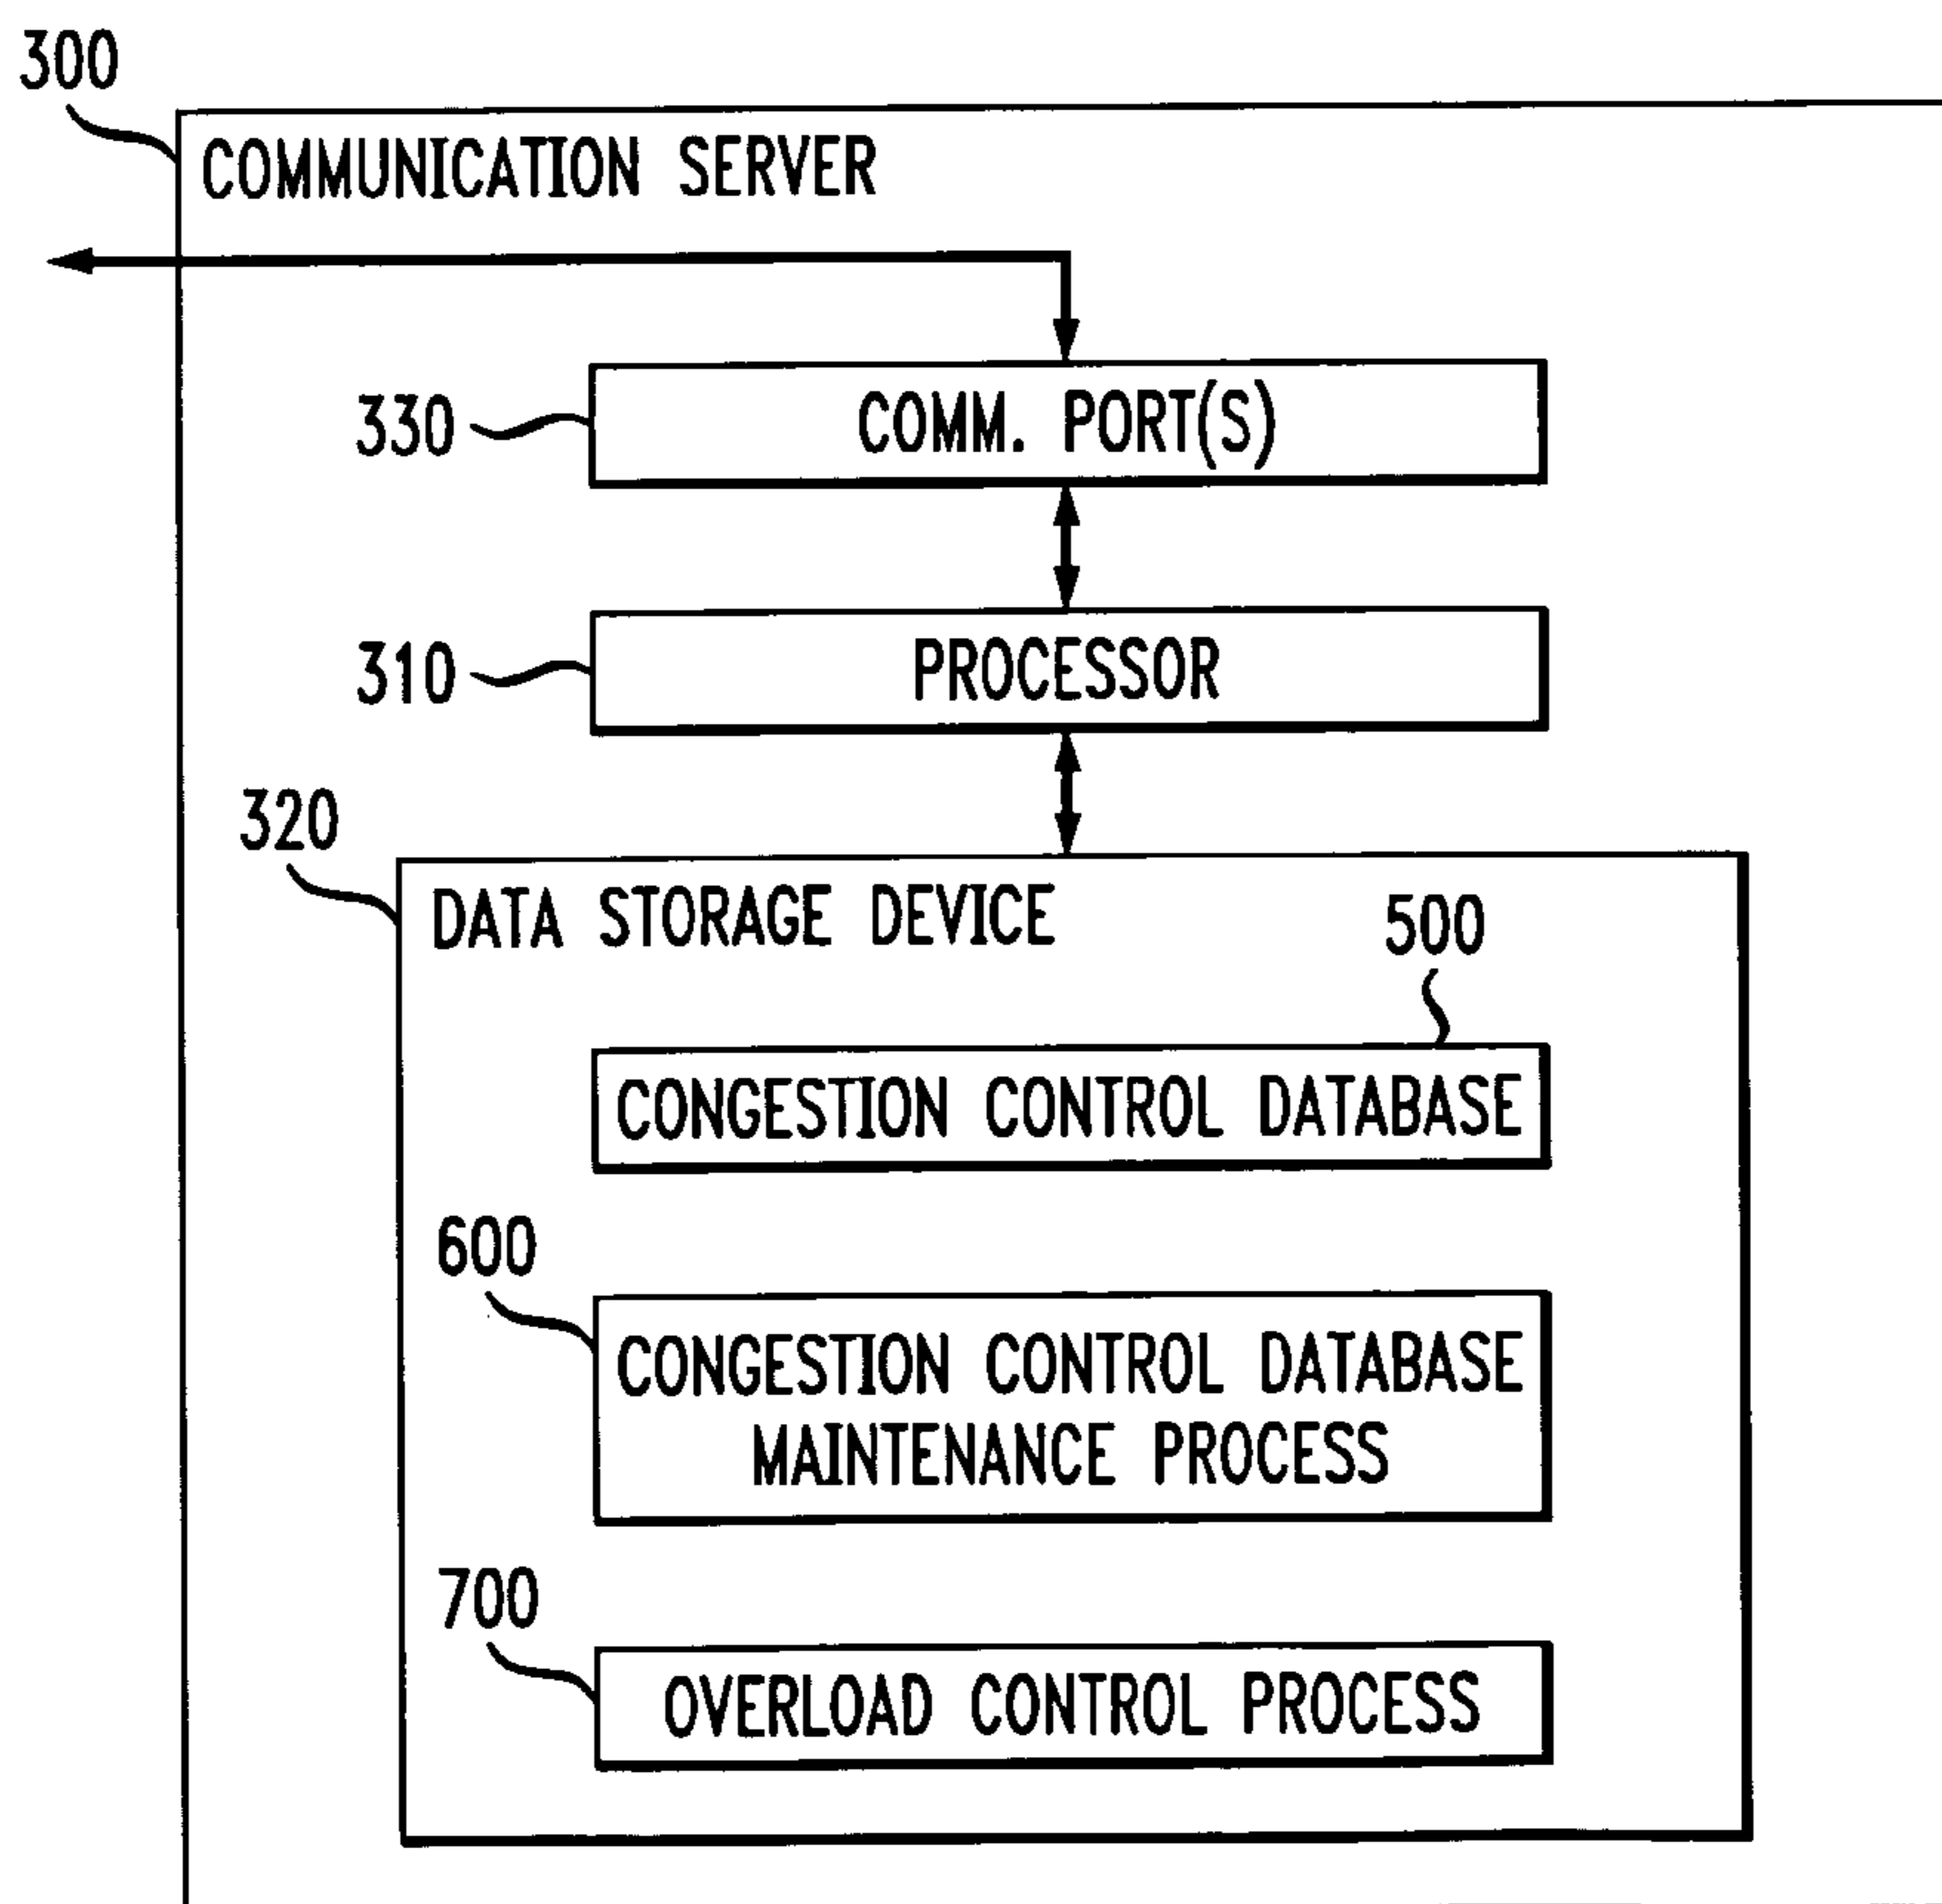 300
COMMUNICATION SERVER
330
COMM. PORT(S)
310
PROCESSOR
320
DATA STORAGE DEVICE
500
CONGESTION CONTROL DATABASE
600
CONGESTION CONTROL DATABASE
MAINTENANCE PROCESS
700
OVERLOAD CONTROL PROCESS